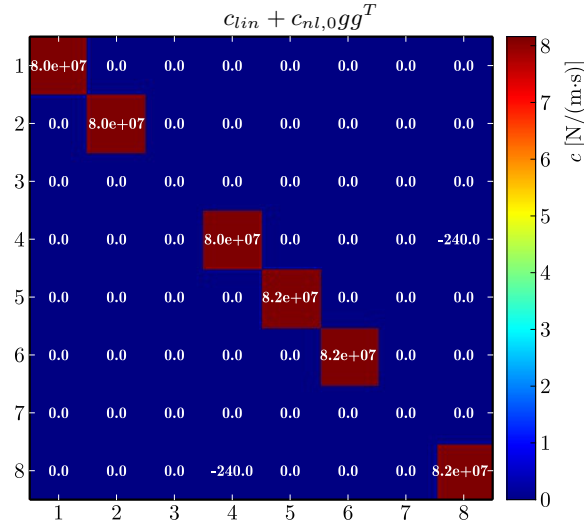 c_{lin} + c_{nl,0}gg^T
1 8.0e+07 0.0 0.0 0.0 0.0 0.0 0.0 0.0
2 0.0 8.0e+07 0.0 0.0 0.0 0.0 0.0 0.0
3 0.0 0.0 0.0 0.0 0.0 0.0 0.0 0.0
4 0.0 0.0 0.0 8.0e+07 0.0 0.0 0.0 -240.0
5 0.0 0.0 0.0 0.0 8.2e+07 0.0 0.0 0.0
6 0.0 0.0 0.0 0.0 0.0 8.2e+07 0.0 0.0
7 0.0 0.0 0.0 0.0 0.0 0.0 0.0 0.0
8 0.0 0.0 0.0 -240.0 0.0 0.0 0.0 8.2e+07
1 2 3 4 5 6 7 8
8
7
6
5
4
3
2
1
0
c [N/(m·s)]